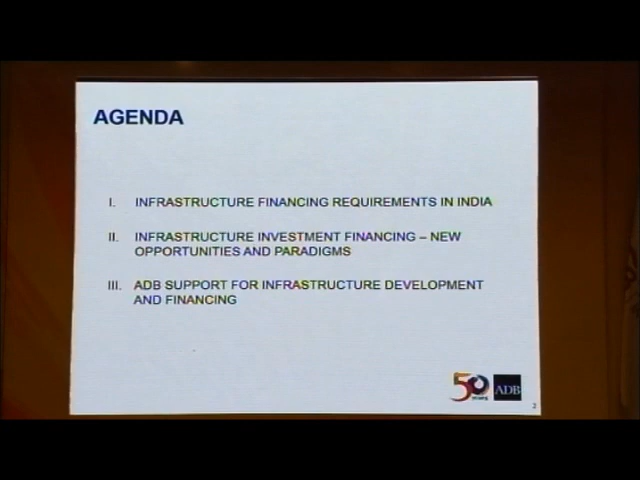 AGENDA
I. INFRASTRUCTURE FINANCING REQUIREMENTS IN INDIA
II. INFRASTRUCTURE INVESTMENT FINANCING – NEW
OPPORTUNITIES AND PARADIGMS
III. ADB SUPPORT FOR INFRASTRUCTURE DEVELOPMENT
AND FINANCING
50 ADB
2